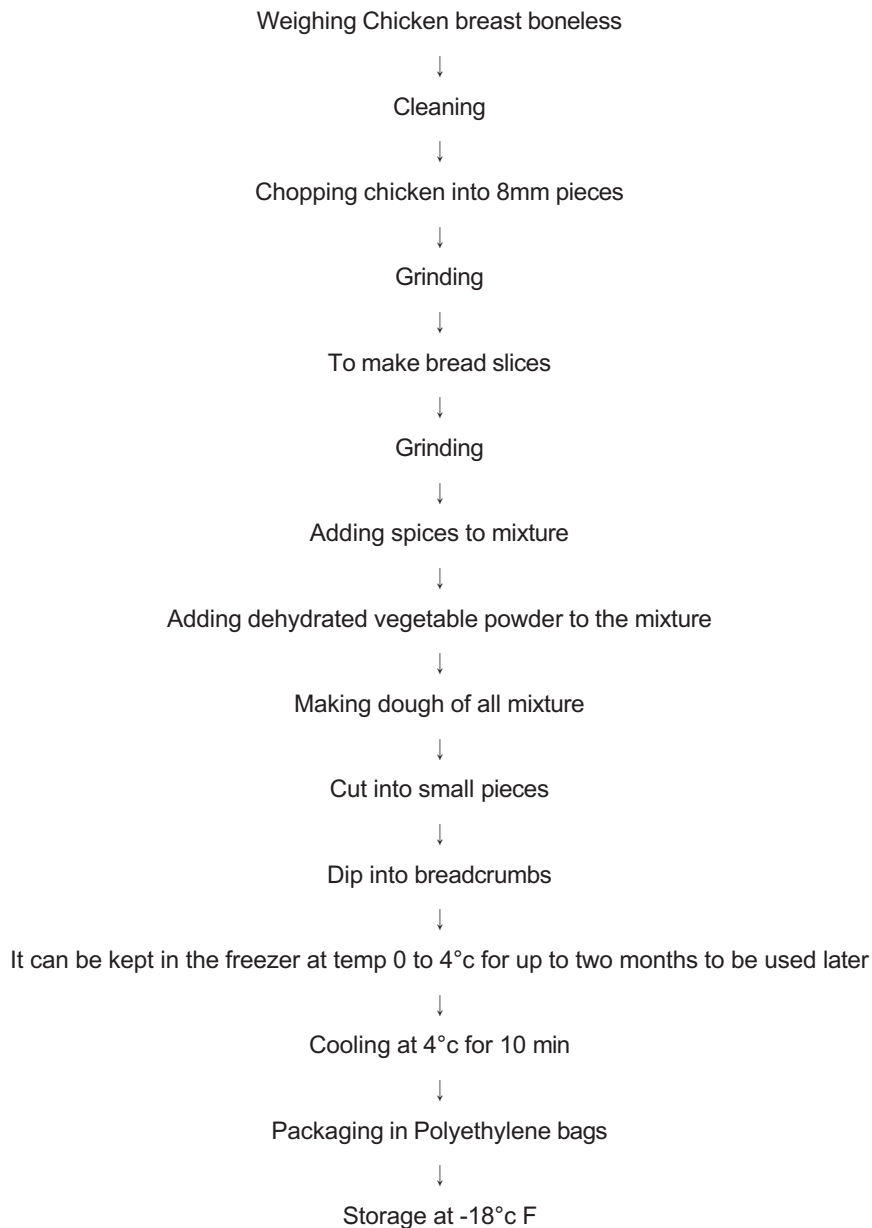 Weighing Chicken breast boneless
↓
Cleaning
↓
Chopping chicken into 8mm pieces
↓
Grinding
↓
To make bread slices
↓
Grinding
↓
Adding spices to mixture
↓
Adding dehydrated vegetable powder to the mixture
↓
Making dough of all mixture
↓
Cut into small pieces
↓
Dip into breadcrumbs
↓
It can be kept in the freezer at temp 0 to 4°c for up to two months to be used later
↓
Cooling at 4°c for 10 min
↓
Packaging in Polyethylene bags
↓
Storage at -18°c F